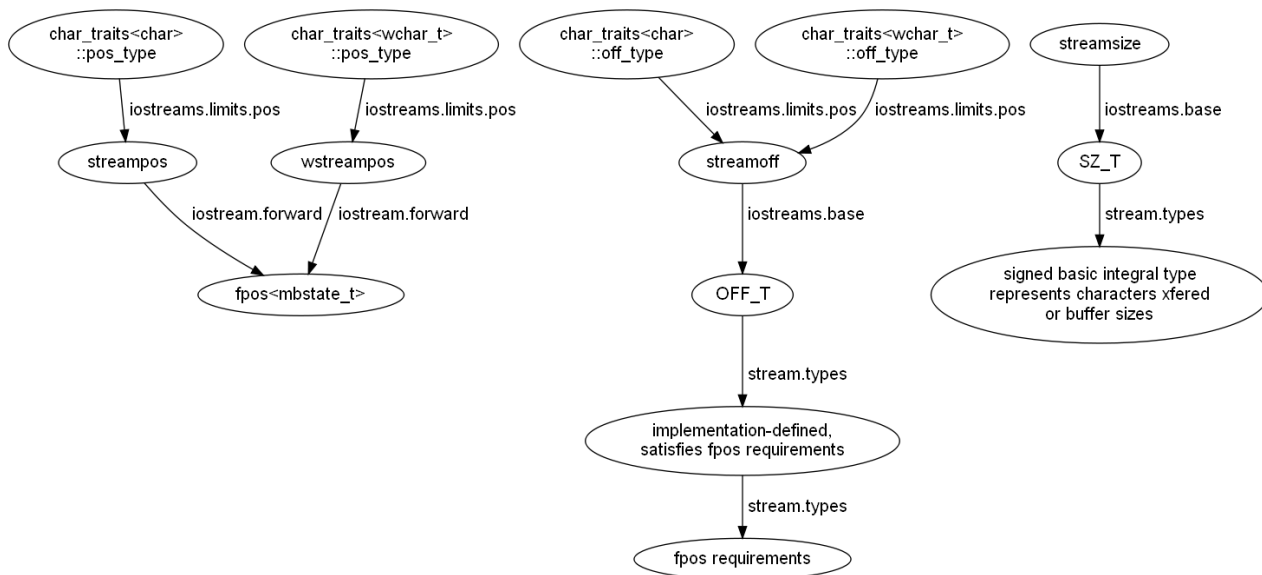 char_traits<char>
::pos_type
char_traits<wchar_t>
::pos_type
char_traits<char>
::off_type
char_traits<wchar_t>
::off_type
streamsize
iostreams.limits.pos
iostreams.limits.pos
iostreams.limits.pos
iostreams.limits.pos
iostreams.base
streampos
wstreampos
streamoff
SZ_T
iostream.forward
iostream.forward
iostreams.base
stream.types
fpos<mbstate_t>
OFF_T
signed basic integral type
represents characters xfered
or buffer sizes
stream.types
implementation-defined,
satisfies fpos requirements
stream.types
fpos requirements